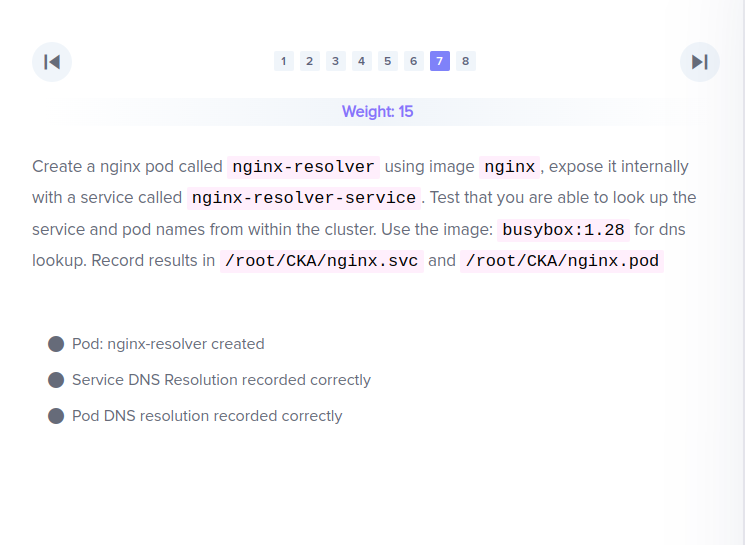 1 2 3 4 5 6 7 8
Weight: 15
Create a nginx pod called nginx-resolver using image nginx, expose it internally
with a service called nginx-resolver-service. Test that you are able to look up the
service and pod names from within the cluster. Use the image: busybox:1.28 for dns
lookup. Record results in /root/CKA/nginx.svc and /root/CKA/nginx.pod
Pod: nginx-resolver created
Service DNS Resolution recorded correctly
Pod DNS resolution recorded correctly